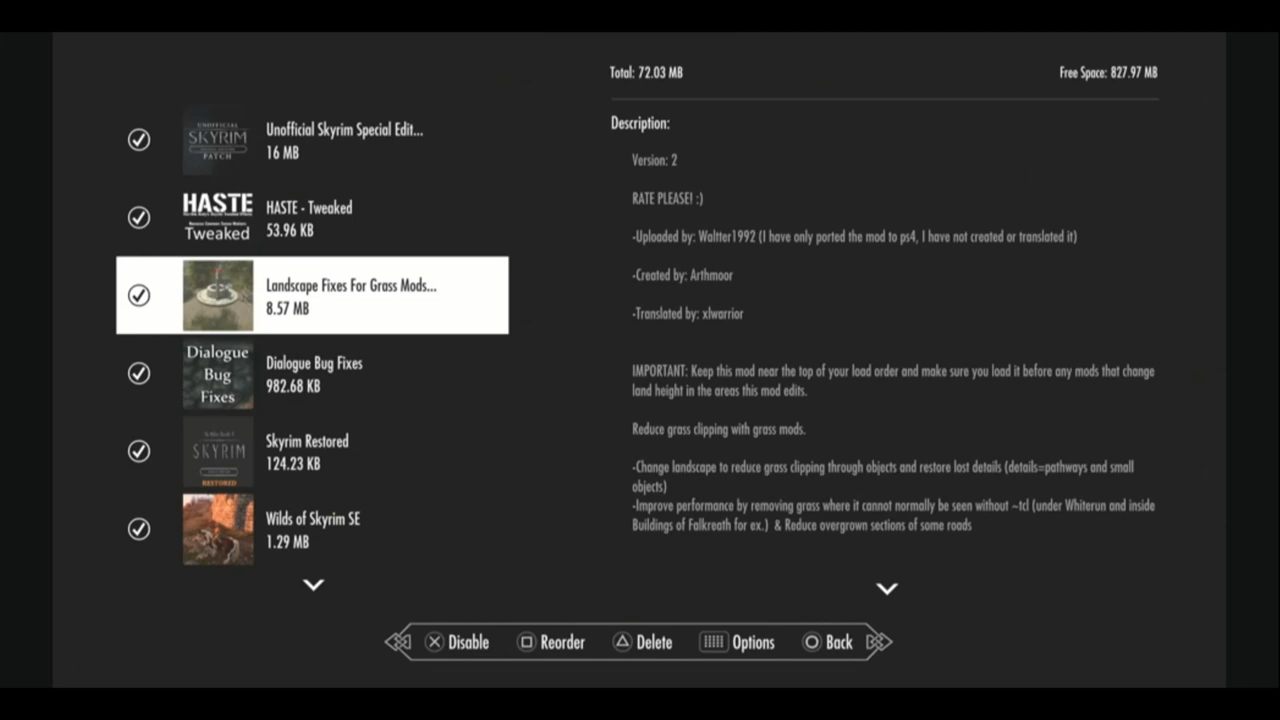 Total: 72.03 MB
Free Space: 827.97 MB
UNOFFICIAL
SKYRIM
PATCH
Unofficial Skyrim Special Edit...
16 MB
HASTE
Tweaked
HASTE - Tweaked
53.96 KB
Landscape Fixes For Grass Mods...
8.57 MB
Dialogue
Bug
Fixes
Dialogue Bug Fixes
982.68 KB
SKYRIM
RESTORED
Skyrim Restored
124.23 KB
Wilds of Skyrim SE
1.29 MB
Description:
Version: 2
RATE PLEASE! :)
-Uploaded by: Waltter1992 (I have only ported the mod to ps4, I have not created or translated it)
-Created by: Arthmoor
-Translated by: xlwarrior
IMPORTANT: Keep this mod near the top of your load order and make sure you load it before any mods that change
land height in the areas this mod edits.
Reduce grass clipping with grass mods.
-Change landscape to reduce grass clipping through objects and restore lost details (details=pathways and small
objects)
-Improve performance by removing grass where it cannot normally be seen without ~tcl (under Whiterun and inside
Buildings of Falkreath for ex.) & Reduce overgrown sections of some roads
Disable Reorder Delete Options Back